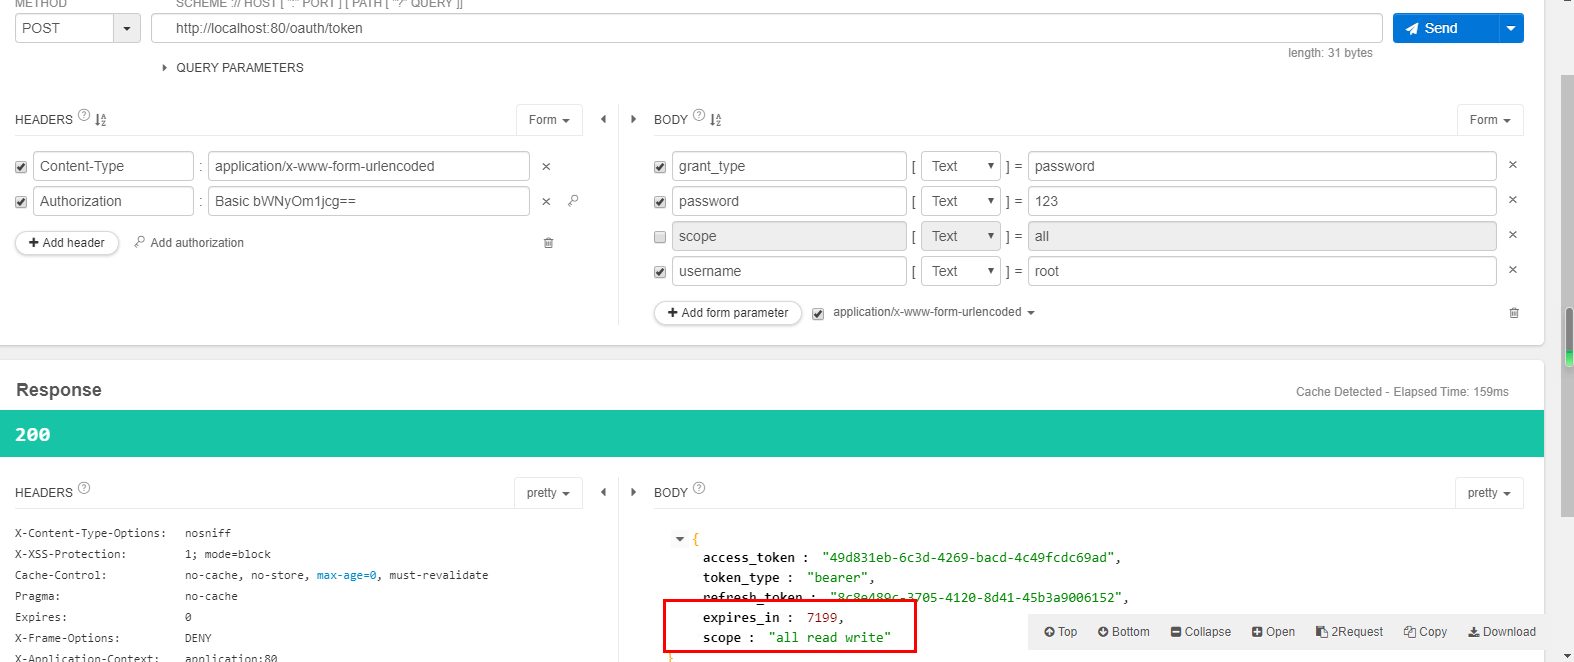 METHOD SCHEME :// HOST [ ":" PORT ] [ PATH [ "?" QUERY ]]
POST http://localhost:80/oauth/token Send
length: 31 bytes
QUERY PARAMETERS
HEADERS ? Form BODY ? Form
Content-Type : application/x-www-form-urlencoded × grant_type [ Text ] = password ×
Authorization : Basic bWNyOm1jcg== × password [ Text ] = 123 ×
+ Add header Add authorization scope [ Text ] = all ×
username [ Text ] = root ×
+ Add form parameter application/x-www-form-urlencoded
Response
Cache Detected - Elapsed Time: 159ms
200
HEADERS ? pretty BODY ? pretty
X-Content-Type-Options: nosniff
X-XSS-Protection: 1; mode=block
Cache-Control: no-cache, no-store, max-age=0, must-revalidate
Pragma: no-cache
Expires: 0
X-Frame-Options: DENY
X-Application-Context: application:80
{
access_token : "49d831eb-6c3d-4269-bacd-4c49fcdc69ad",
token_type : "bearer",
refresh_token : "8c8e489c-3705-4120-8d41-45b3a9006152",
expires_in : 7199,
scope : "all read write"
}
Top Bottom Collapse Open 2Request Copy Download